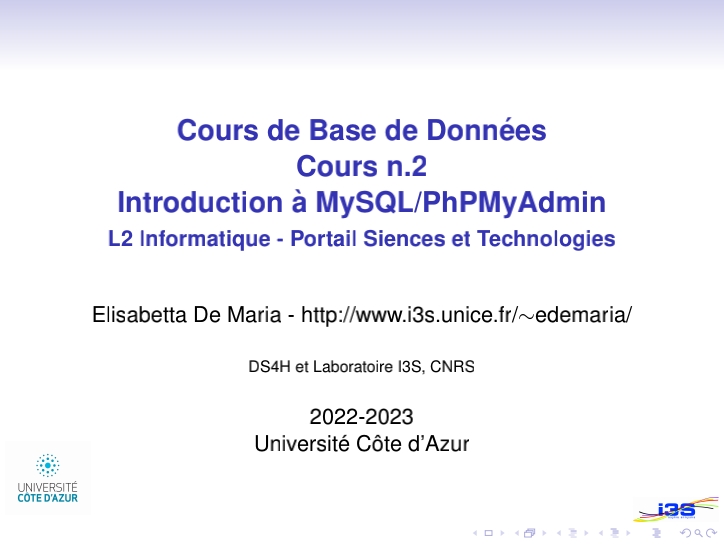 Cours de Base de Données
Cours n.2
Introduction à MySQL/PhPMyAdmin
L2 Informatique - Portail Siences et Technologies
Elisabetta De Maria - http://www.i3s.unice.fr/∼edemaria/
DS4H et Laboratoire I3S, CNRS
2022-2023
Université Côte d'Azur
UNIVERSITÉ
CÔTE D'AZUR
i3S